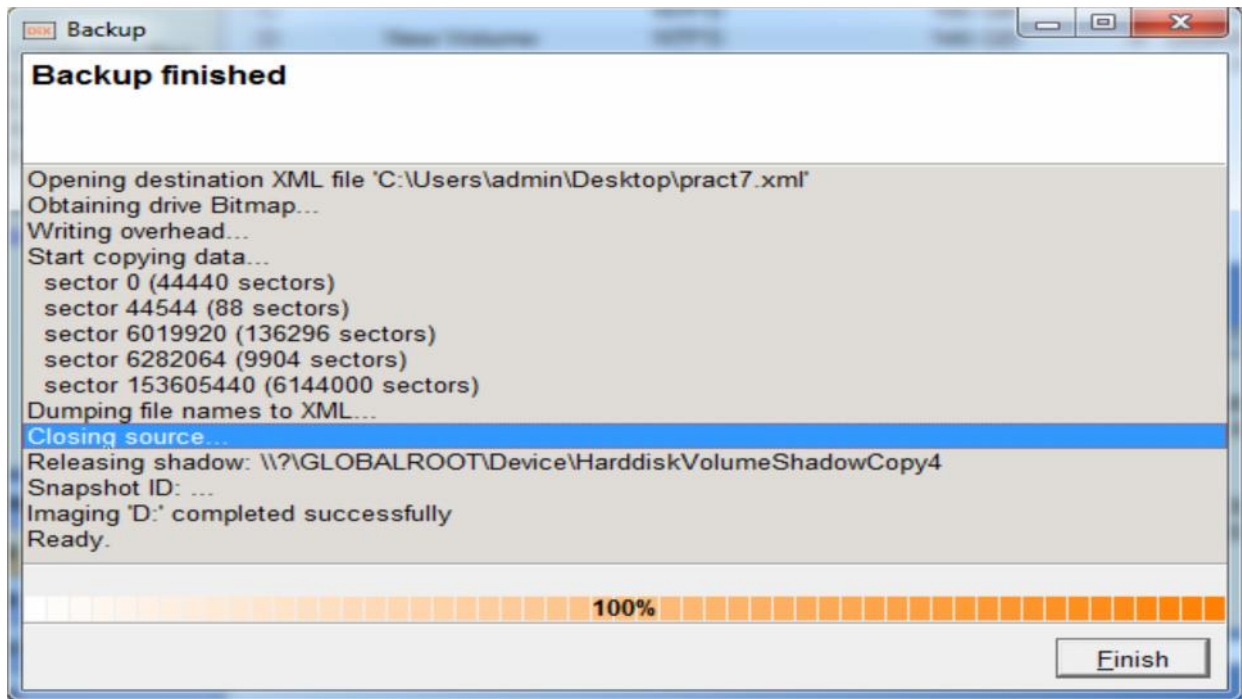 Backup
Backup finished
Opening destination XML file 'C:\Users\admin\Desktop\pract7.xml'
Obtaining drive Bitmap...
Writing overhead...
Start copying data...
sector 0 (44440 sectors)
sector 44544 (88 sectors)
sector 6019920 (136296 sectors)
sector 6282064 (9904 sectors)
sector 153605440 (6144000 sectors)
Dumping file names to XML...
Closing source...
Releasing shadow: \\?\GLOBALROOT\Device\HarddiskVolumeShadowCopy4
Snapshot ID: ...
Imaging 'D:' completed successfully
Ready.
100%
Finish